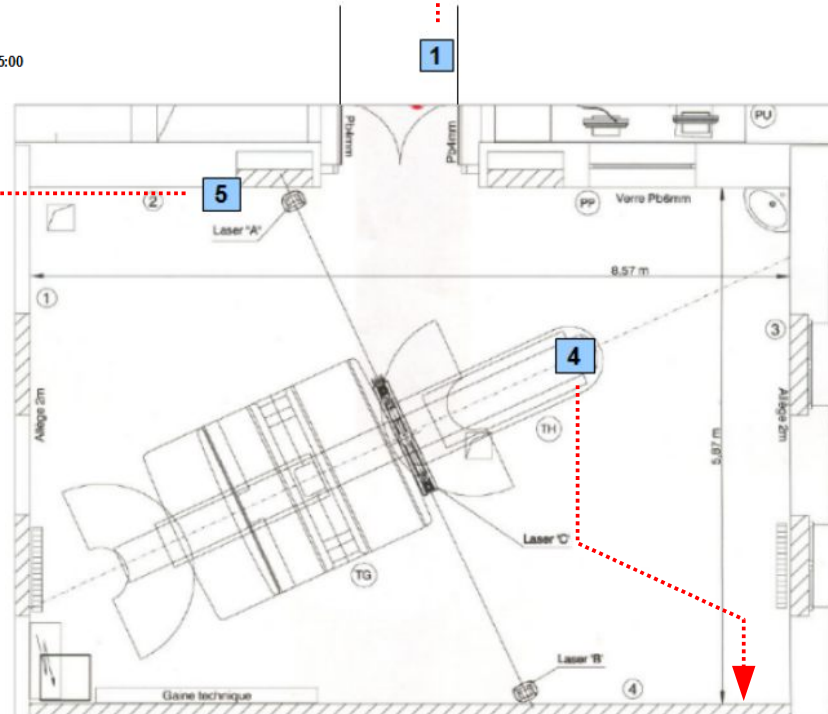 5:00
1
PU
Pb4mm
Pb4mm
5
2
Laser "A"
PP
Verre Pb6mm
8,57 m
1
3
4
Allège 2m
Allège 2m
TH
5,87 m
Laser 'C'
TG
Laser 'B'
4
Gaine technique